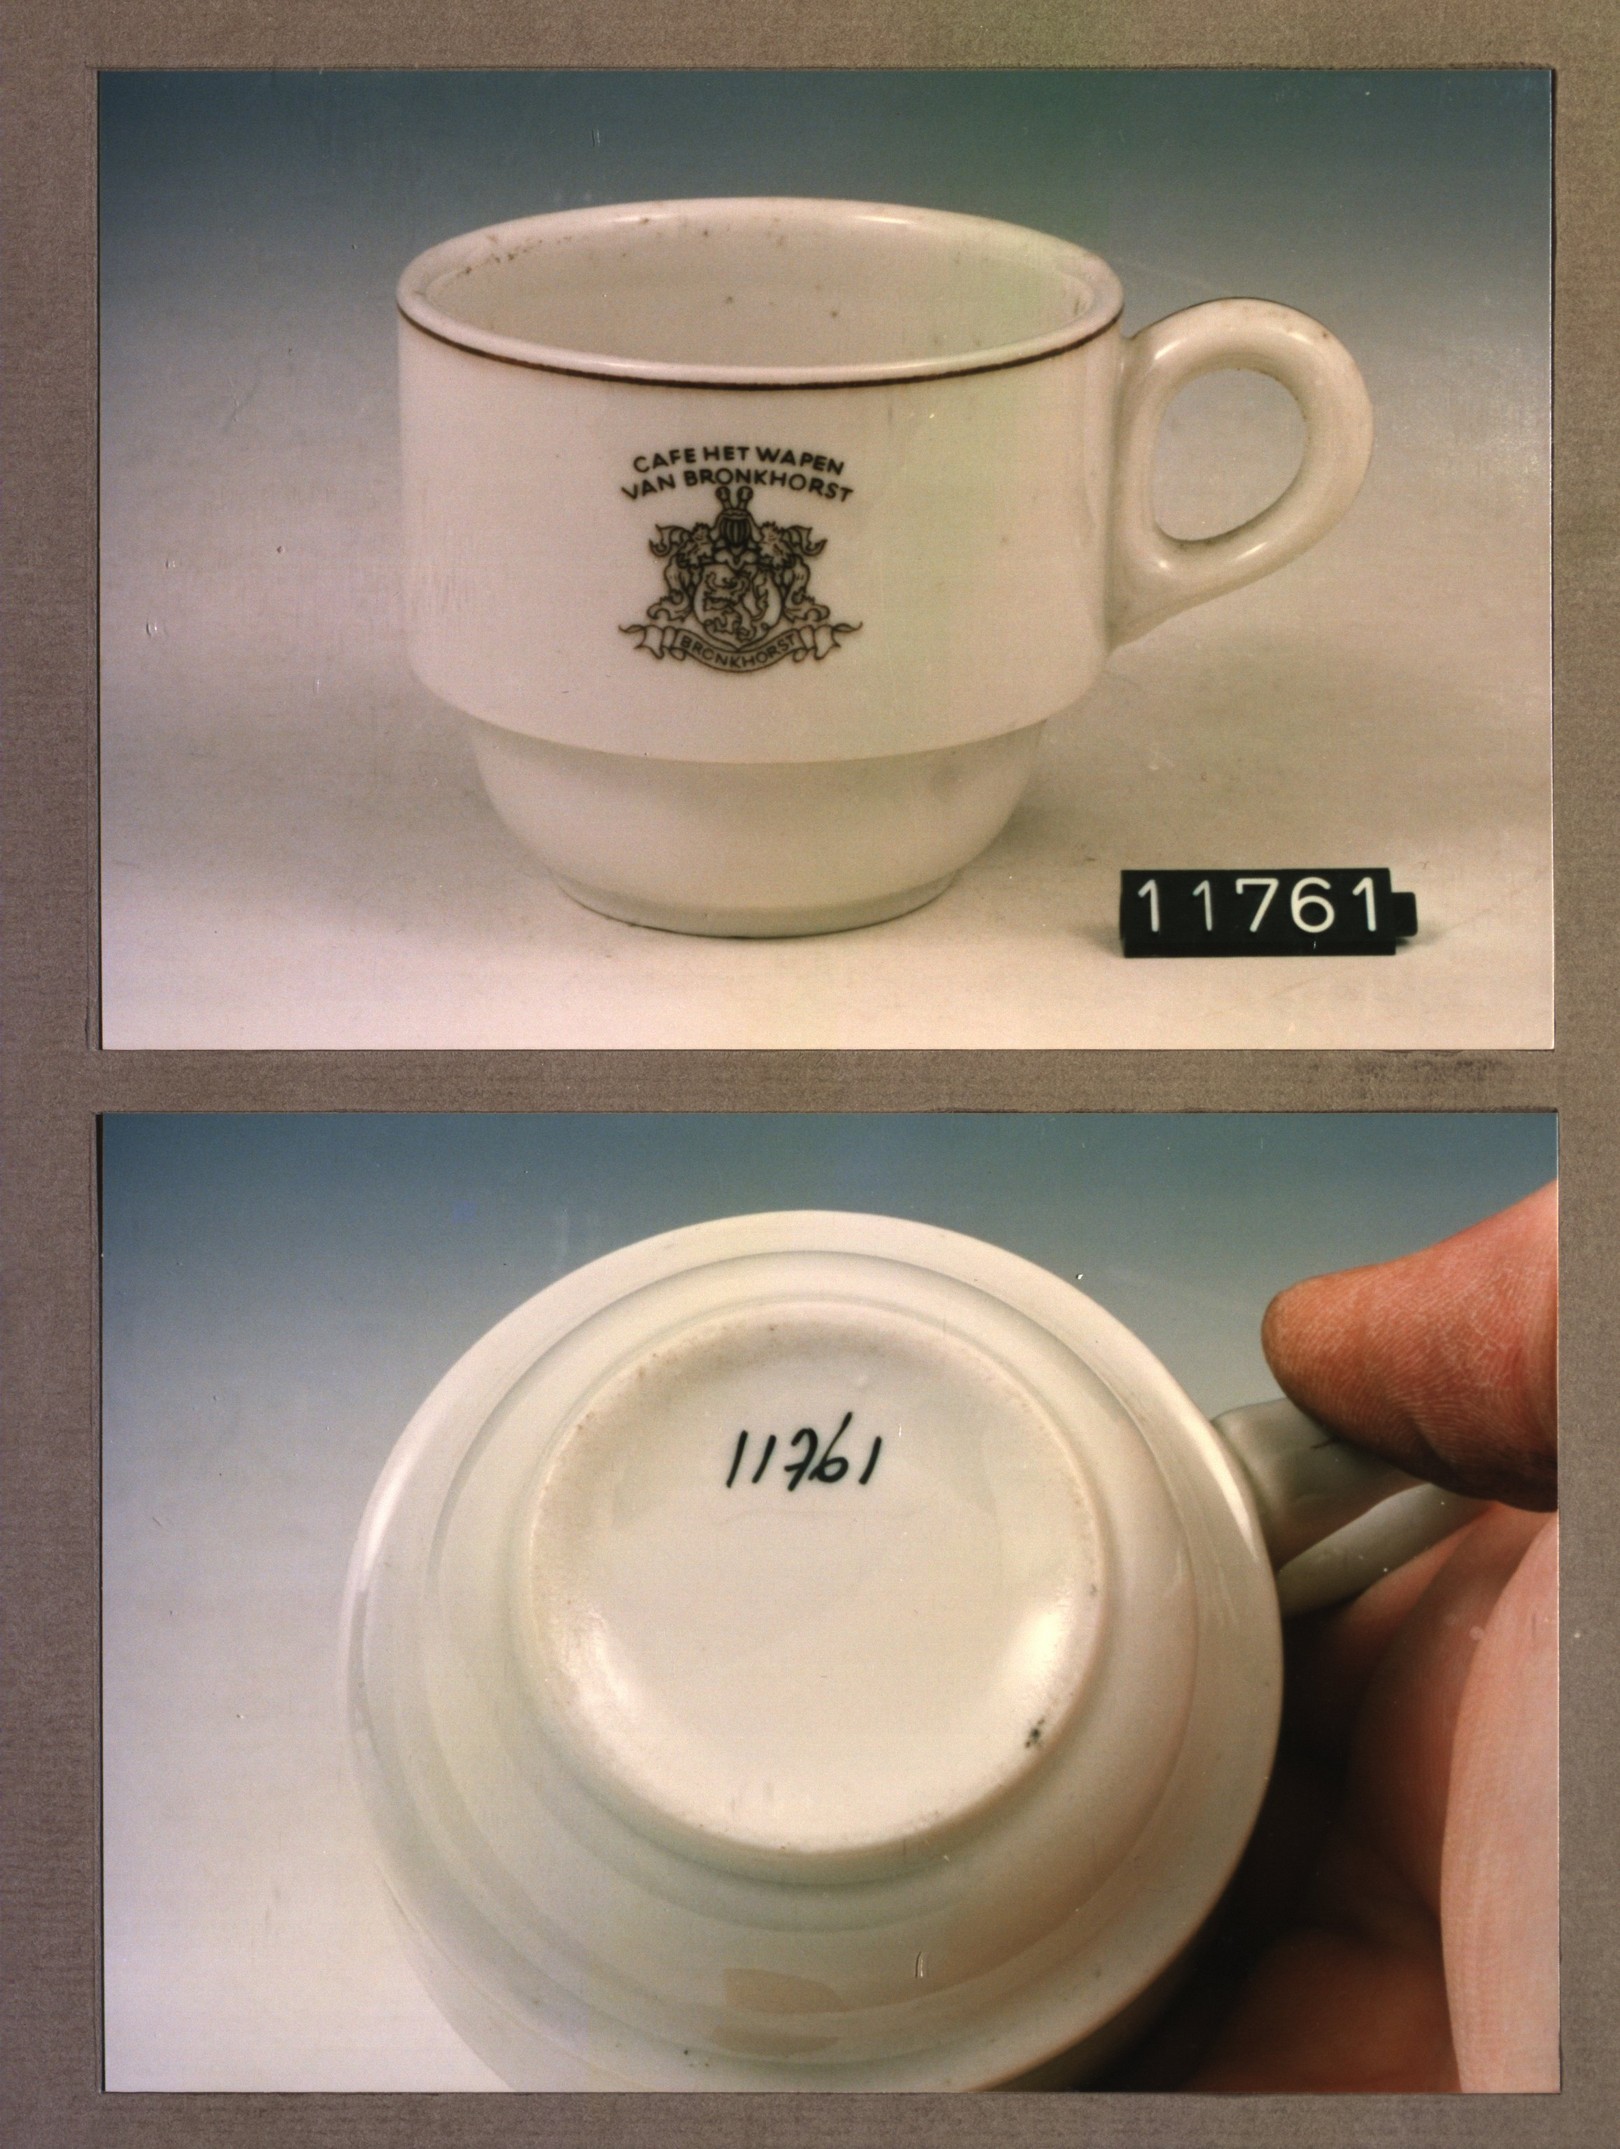 CAFE HET WAPEN
VAN BRONKHORST
BRONKHORST
11761
11761